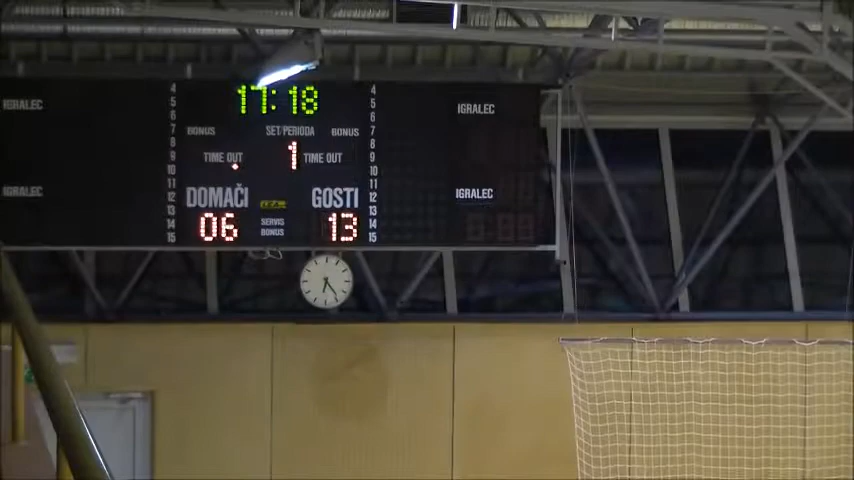 17:18
IGRALEC IGRALEC
BONUS SET/PERIODA BONUS
TIME OUT 1 TIME OUT
IGRALEC IGRALEC
DOMAČI GOSTI
06 SERVIS 13
BONUS
4 4
5 5
6 6
7 7
8 8
9 9
10 10
11 11
12 12
13 13
14 14
15 15